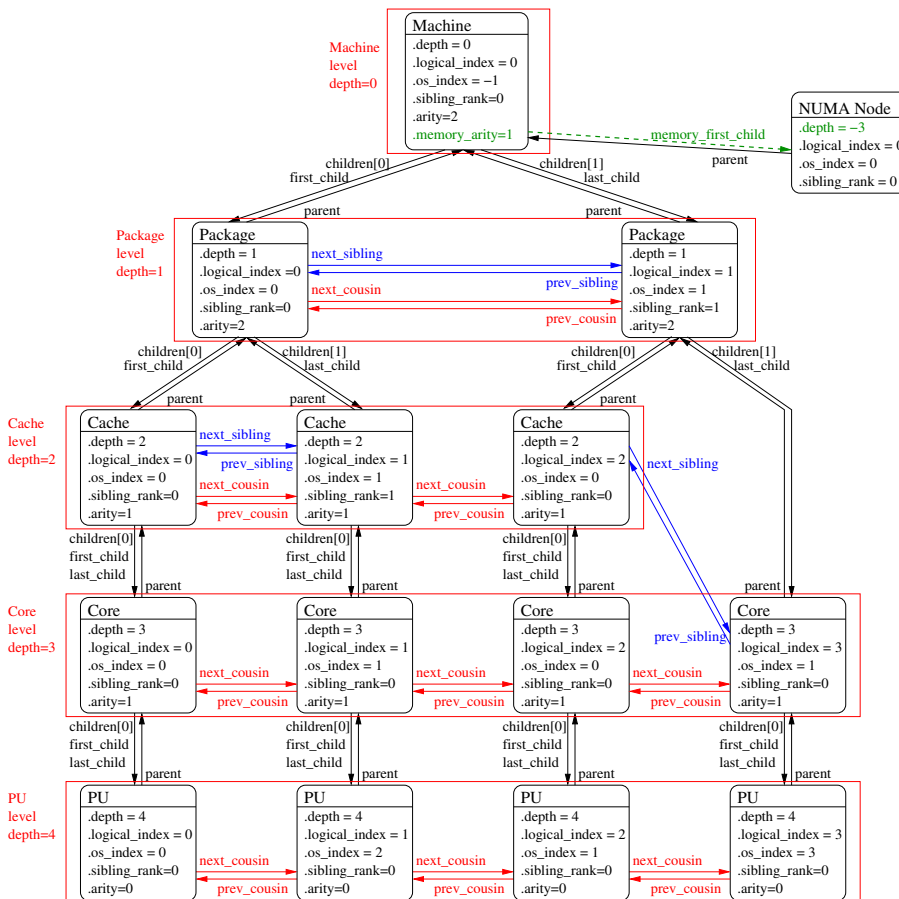 Machine
level
depth=0
Machine
.depth = 0
.logical_index = 0
.os_index = −1
.sibling_rank=0
.arity=2
.memory_arity=1
memory_first_child
parent
NUMA Node
.depth = −3
.logical_index = 0
.os_index = 0
.sibling_rank = 0
children[0]
first_child
children[1]
last_child
parent
parent
Package
level
depth=1
Package
.depth = 1
.logical_index =0
.os_index = 0
.sibling_rank=0
.arity=2
next_sibling
prev_sibling
next_cousin
prev_cousin
Package
.depth = 1
.logical_index = 1
.os_index = 1
.sibling_rank=1
.arity=2
children[0]
first_child
children[1]
last_child
children[0]
first_child
children[1]
last_child
parent
parent
parent
Cache
level
depth=2
Cache
.depth = 2
.logical_index = 0
.os_index = 0
.sibling_rank=0
.arity=1
next_sibling
prev_sibling
next_cousin
prev_cousin
Cache
.depth = 2
.logical_index = 1
.os_index = 1
.sibling_rank=1
.arity=1
next_cousin
prev_cousin
Cache
.depth = 2
.logical_index = 2
.os_index = 0
.sibling_rank=0
.arity=1
next_sibling
prev_sibling
children[0]
first_child
last_child
parent
children[0]
first_child
last_child
parent
children[0]
first_child
last_child
parent
parent
Core
level
depth=3
Core
.depth = 3
.logical_index = 0
.os_index = 0
.sibling_rank=0
.arity=1
next_cousin
prev_cousin
Core
.depth = 3
.logical_index = 1
.os_index = 1
.sibling_rank=0
.arity=1
next_cousin
prev_cousin
Core
.depth = 3
.logical_index = 2
.os_index = 0
.sibling_rank=0
.arity=1
next_cousin
prev_cousin
Core
.depth = 3
.logical_index = 3
.os_index = 1
.sibling_rank=0
.arity=1
children[0]
first_child
last_child
parent
children[0]
first_child
last_child
parent
children[0]
first_child
last_child
parent
children[0]
first_child
last_child
parent
PU
level
depth=4
PU
.depth = 4
.logical_index = 0
.os_index = 0
.sibling_rank=0
.arity=0
next_cousin
prev_cousin
PU
.depth = 4
.logical_index = 1
.os_index = 2
.sibling_rank=0
.arity=0
next_cousin
prev_cousin
PU
.depth = 4
.logical_index = 2
.os_index = 1
.sibling_rank=0
.arity=0
next_cousin
prev_cousin
PU
.depth = 4
.logical_index = 3
.os_index = 3
.sibling_rank=0
.arity=0